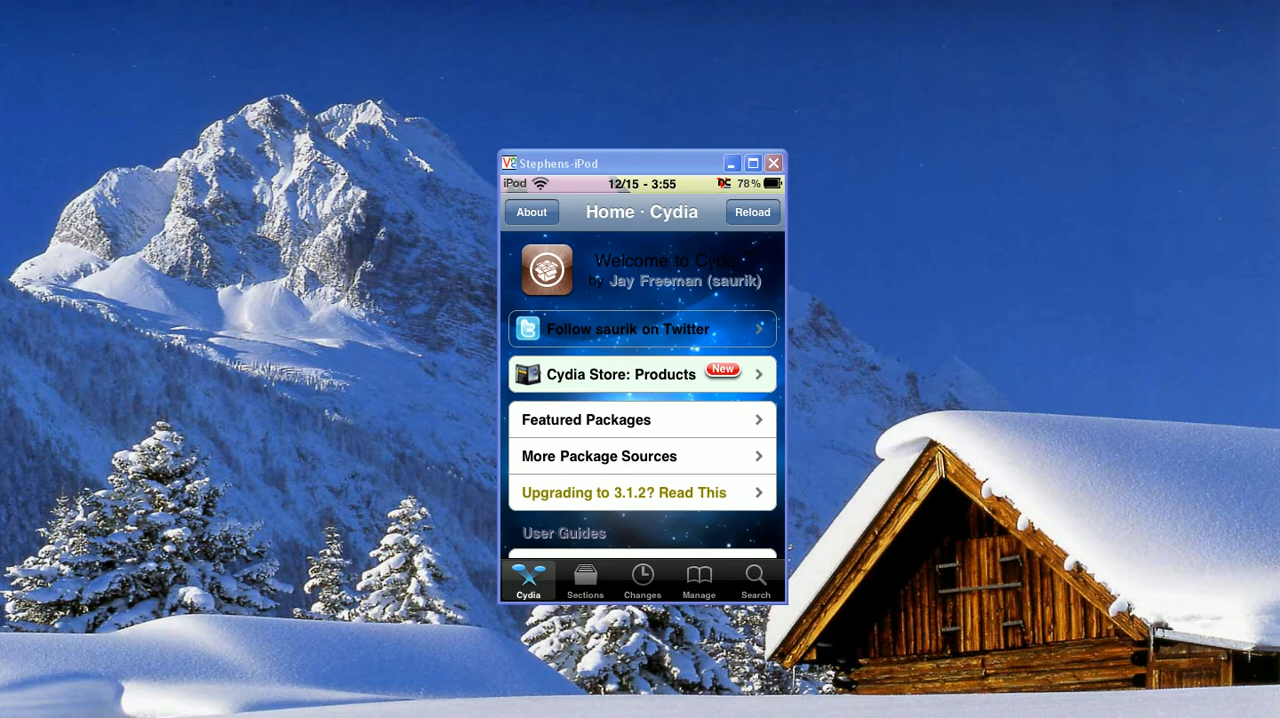 Stephens-iPod
iPod 12/15 - 3:55 78%
About Home · Cydia Reload
Welcome to Cydia
by Jay Freeman (saurik)
Follow saurik on Twitter
Cydia Store: Products New
Featured Packages
More Package Sources
Upgrading to 3.1.2? Read This
User Guides
Cydia Sections Changes Manage Search